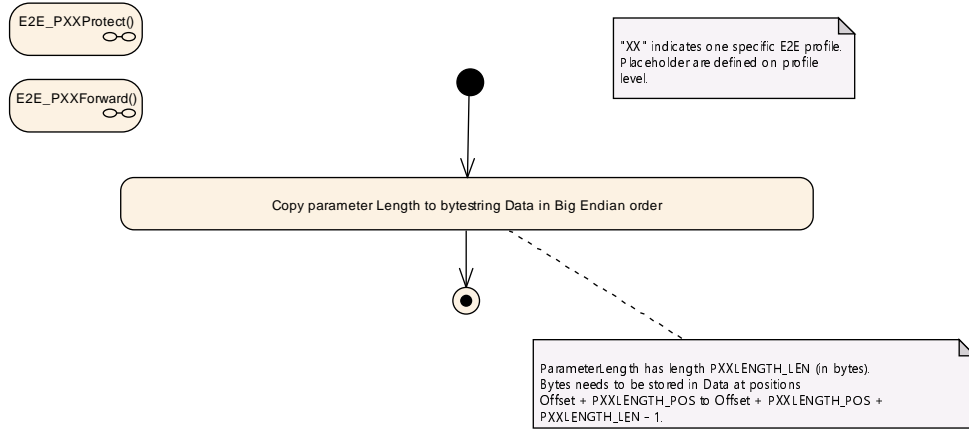 E2E_PXXProtect()
"XX" indicates one specific E2E profile.
Placeholder are defined on profile
level.
E2E_PXXForward()
Copy parameter Length to bytestring Data in Big Endian order
ParameterLength has length PXXLENGTH_LEN (in bytes).
Bytes needs to be stored in Data at positions
Offset + PXXLENGTH_POS to Offset + PXXLENGTH_POS +
PXXLENGTH_LEN - 1.